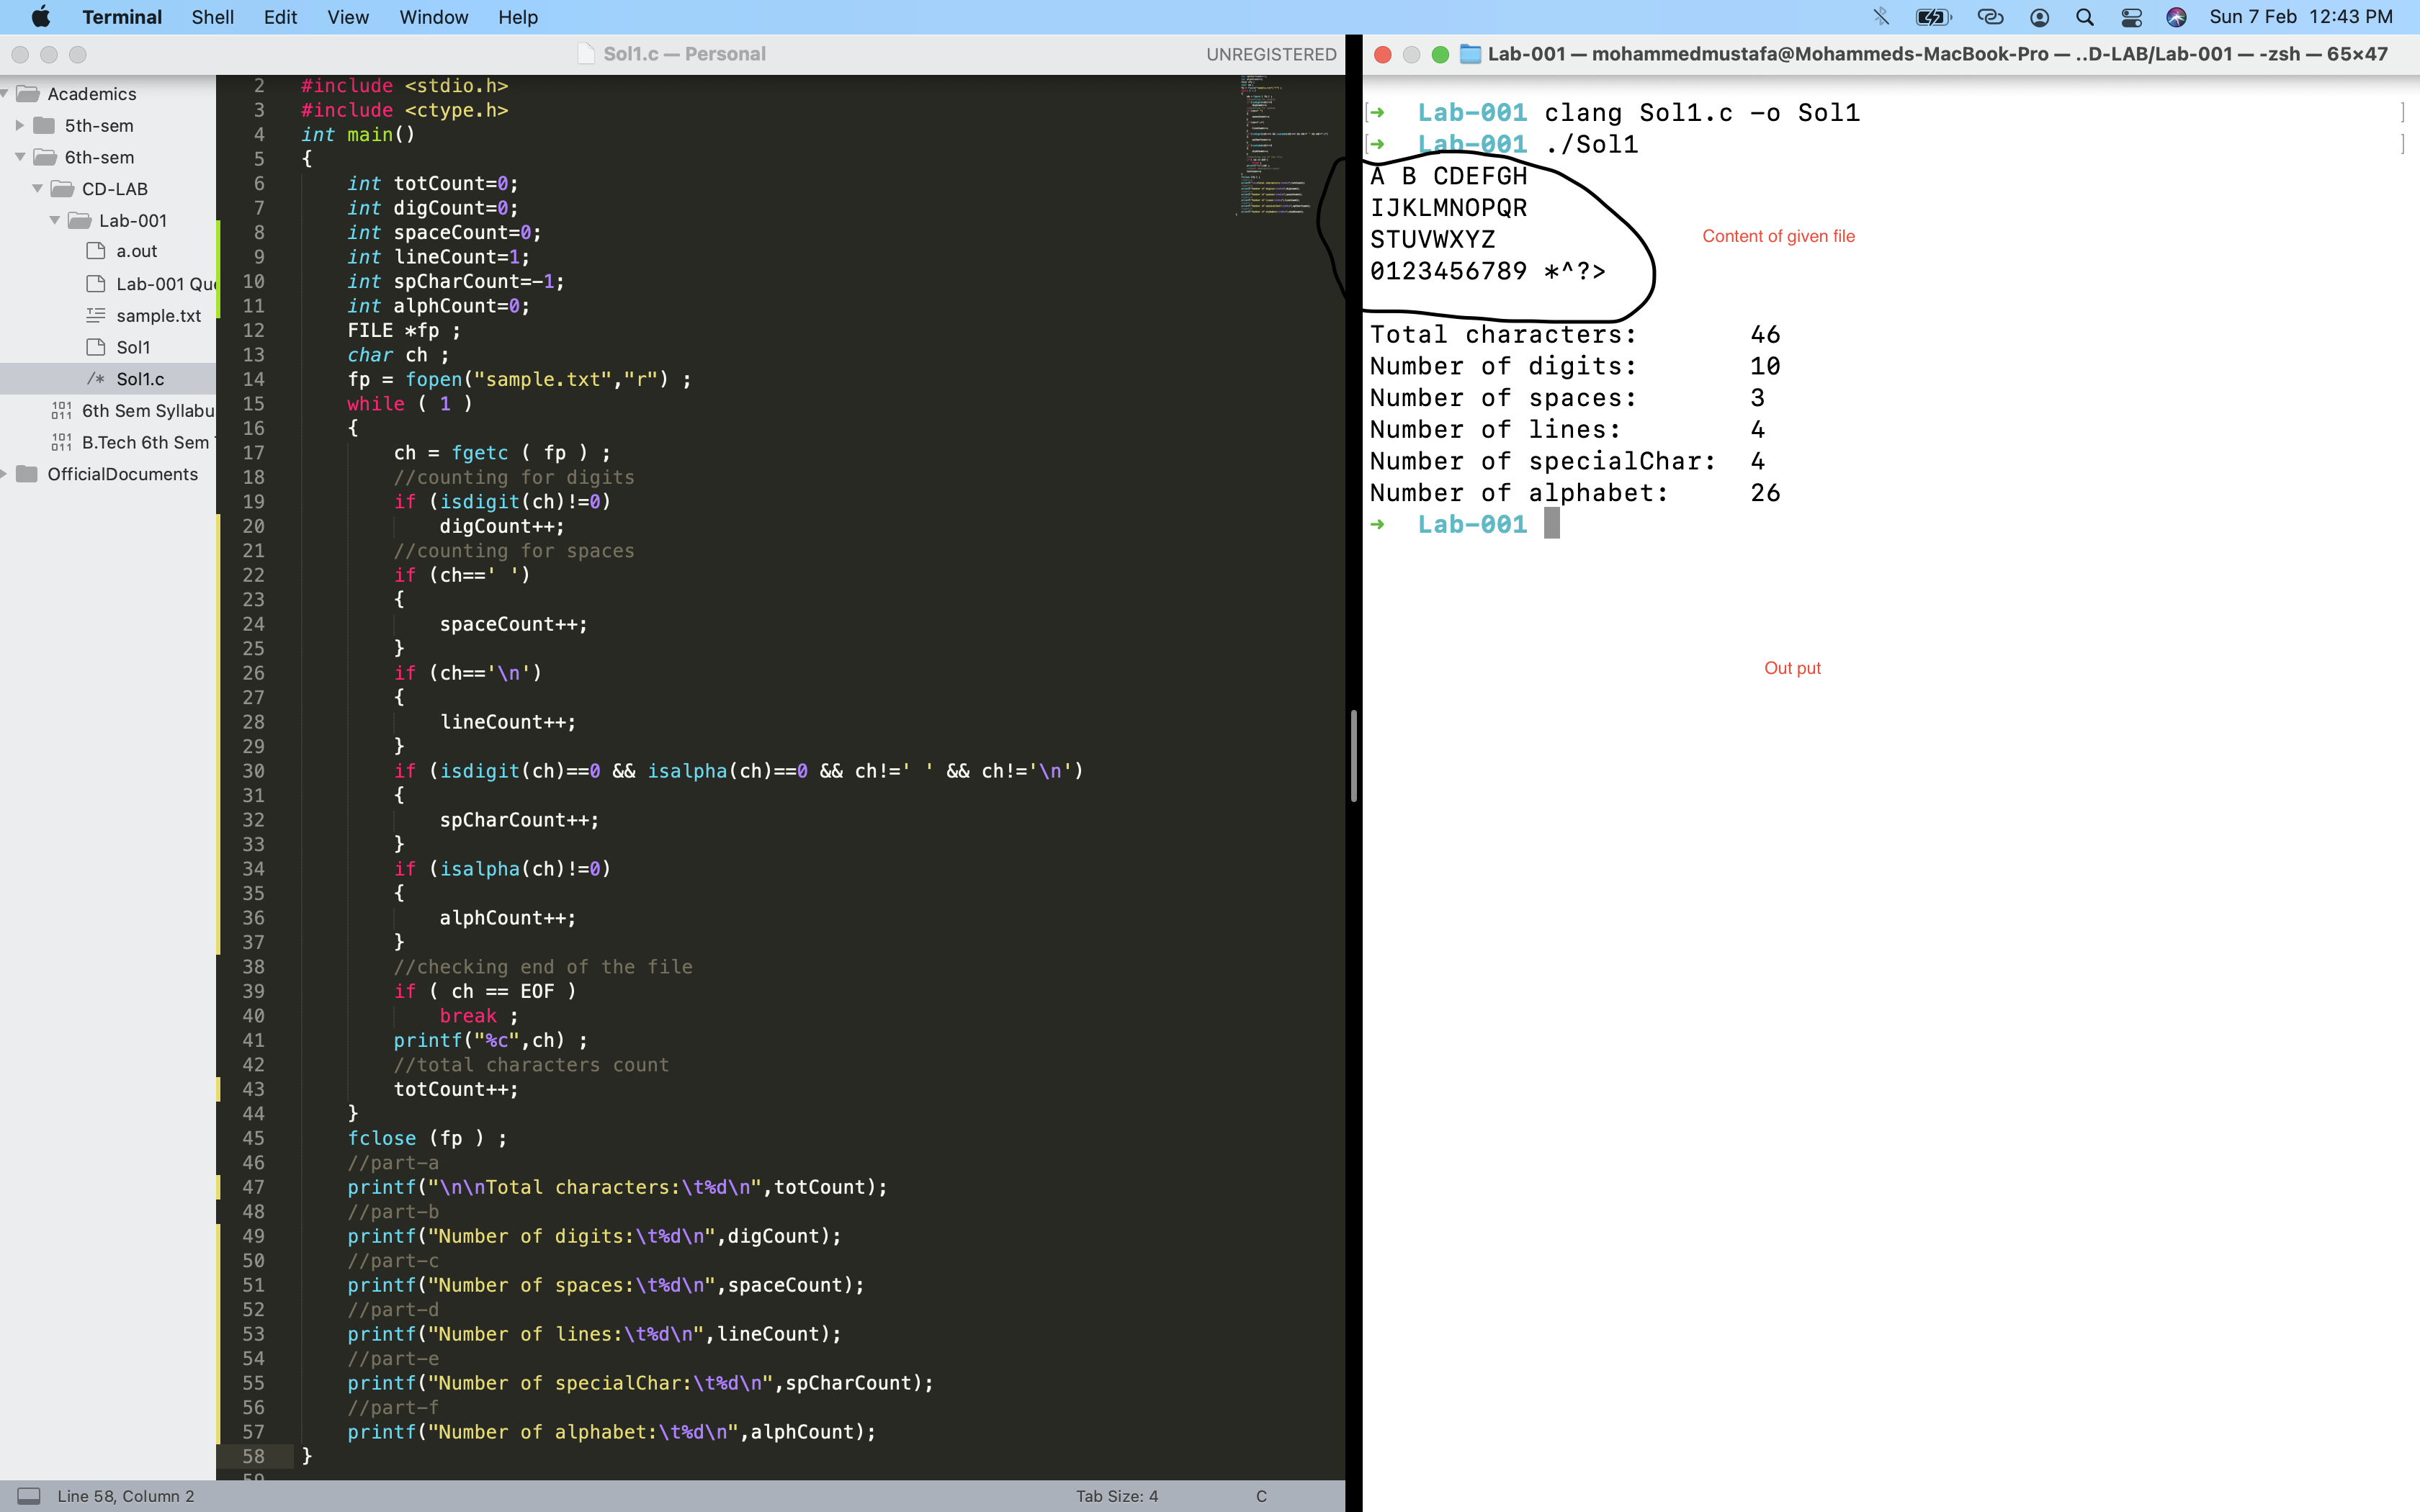 Terminal Shell Edit View Window Help Sun 7 Feb 12:43 PM
Sol1.c — Personal UNREGISTERED
Academics
5th-sem
6th-sem
CD-LAB
Lab-001
a.out
Lab-001 Qu
sample.txt
Sol1
/* Sol1.c
6th Sem Syllabu
B.Tech 6th Sem
OfficialDocuments
2 #include <stdio.h>
3 #include <ctype.h>
4 int main()
5 {
6 int totCount=0;
7 int digCount=0;
8 int spaceCount=0;
9 int lineCount=1;
10 int spCharCount=-1;
11 int alphCount=0;
12 FILE *fp ;
13 char ch ;
14 fp = fopen("sample.txt","r") ;
15 while ( 1 )
16 {
17 ch = fgetc ( fp ) ;
18 //counting for digits
19 if (isdigit(ch)!=0)
20 digCount++;
21 //counting for spaces
22 if (ch==' ')
23 {
24 spaceCount++;
25 }
26 if (ch=='\n')
27 {
28 lineCount++;
29 }
30 if (isdigit(ch)==0 && isalpha(ch)==0 && ch!=' ' && ch!='\n')
31 {
32 spCharCount++;
33 }
34 if (isalpha(ch)!=0)
35 {
36 alphCount++;
37 }
38 //checking end of the file
39 if ( ch == EOF )
40 break ;
41 printf("%c",ch) ;
42 //total characters count
43 totCount++;
44 }
45 fclose (fp ) ;
46 //part-a
47 printf("\n\nTotal characters:\t%d\n",totCount);
48 //part-b
49 printf("Number of digits:\t%d\n",digCount);
50 //part-c
51 printf("Number of spaces:\t%d\n",spaceCount);
52 //part-d
53 printf("Number of lines:\t%d\n",lineCount);
54 //part-e
55 printf("Number of specialChar:\t%d\n",spCharCount);
56 //part-f
57 printf("Number of alphabet:\t%d\n",alphCount);
58 }
59
Line 58, Column 2 Tab Size: 4 C
Lab-001 — mohammedmustafa@Mohammeds-MacBook-Pro — ..D-LAB/Lab-001 — -zsh — 65×47
[➜ Lab-001 clang Sol1.c -o Sol1 ]
[➜ Lab-001 ./Sol1 ]
A B CDEFGH
IJKLMNOPQR
STUVWXYZ
0123456789 *^?>
Content of given file
Total characters: 46
Number of digits: 10
Number of spaces: 3
Number of lines: 4
Number of specialChar: 4
Number of alphabet: 26
➜ Lab-001
Out put